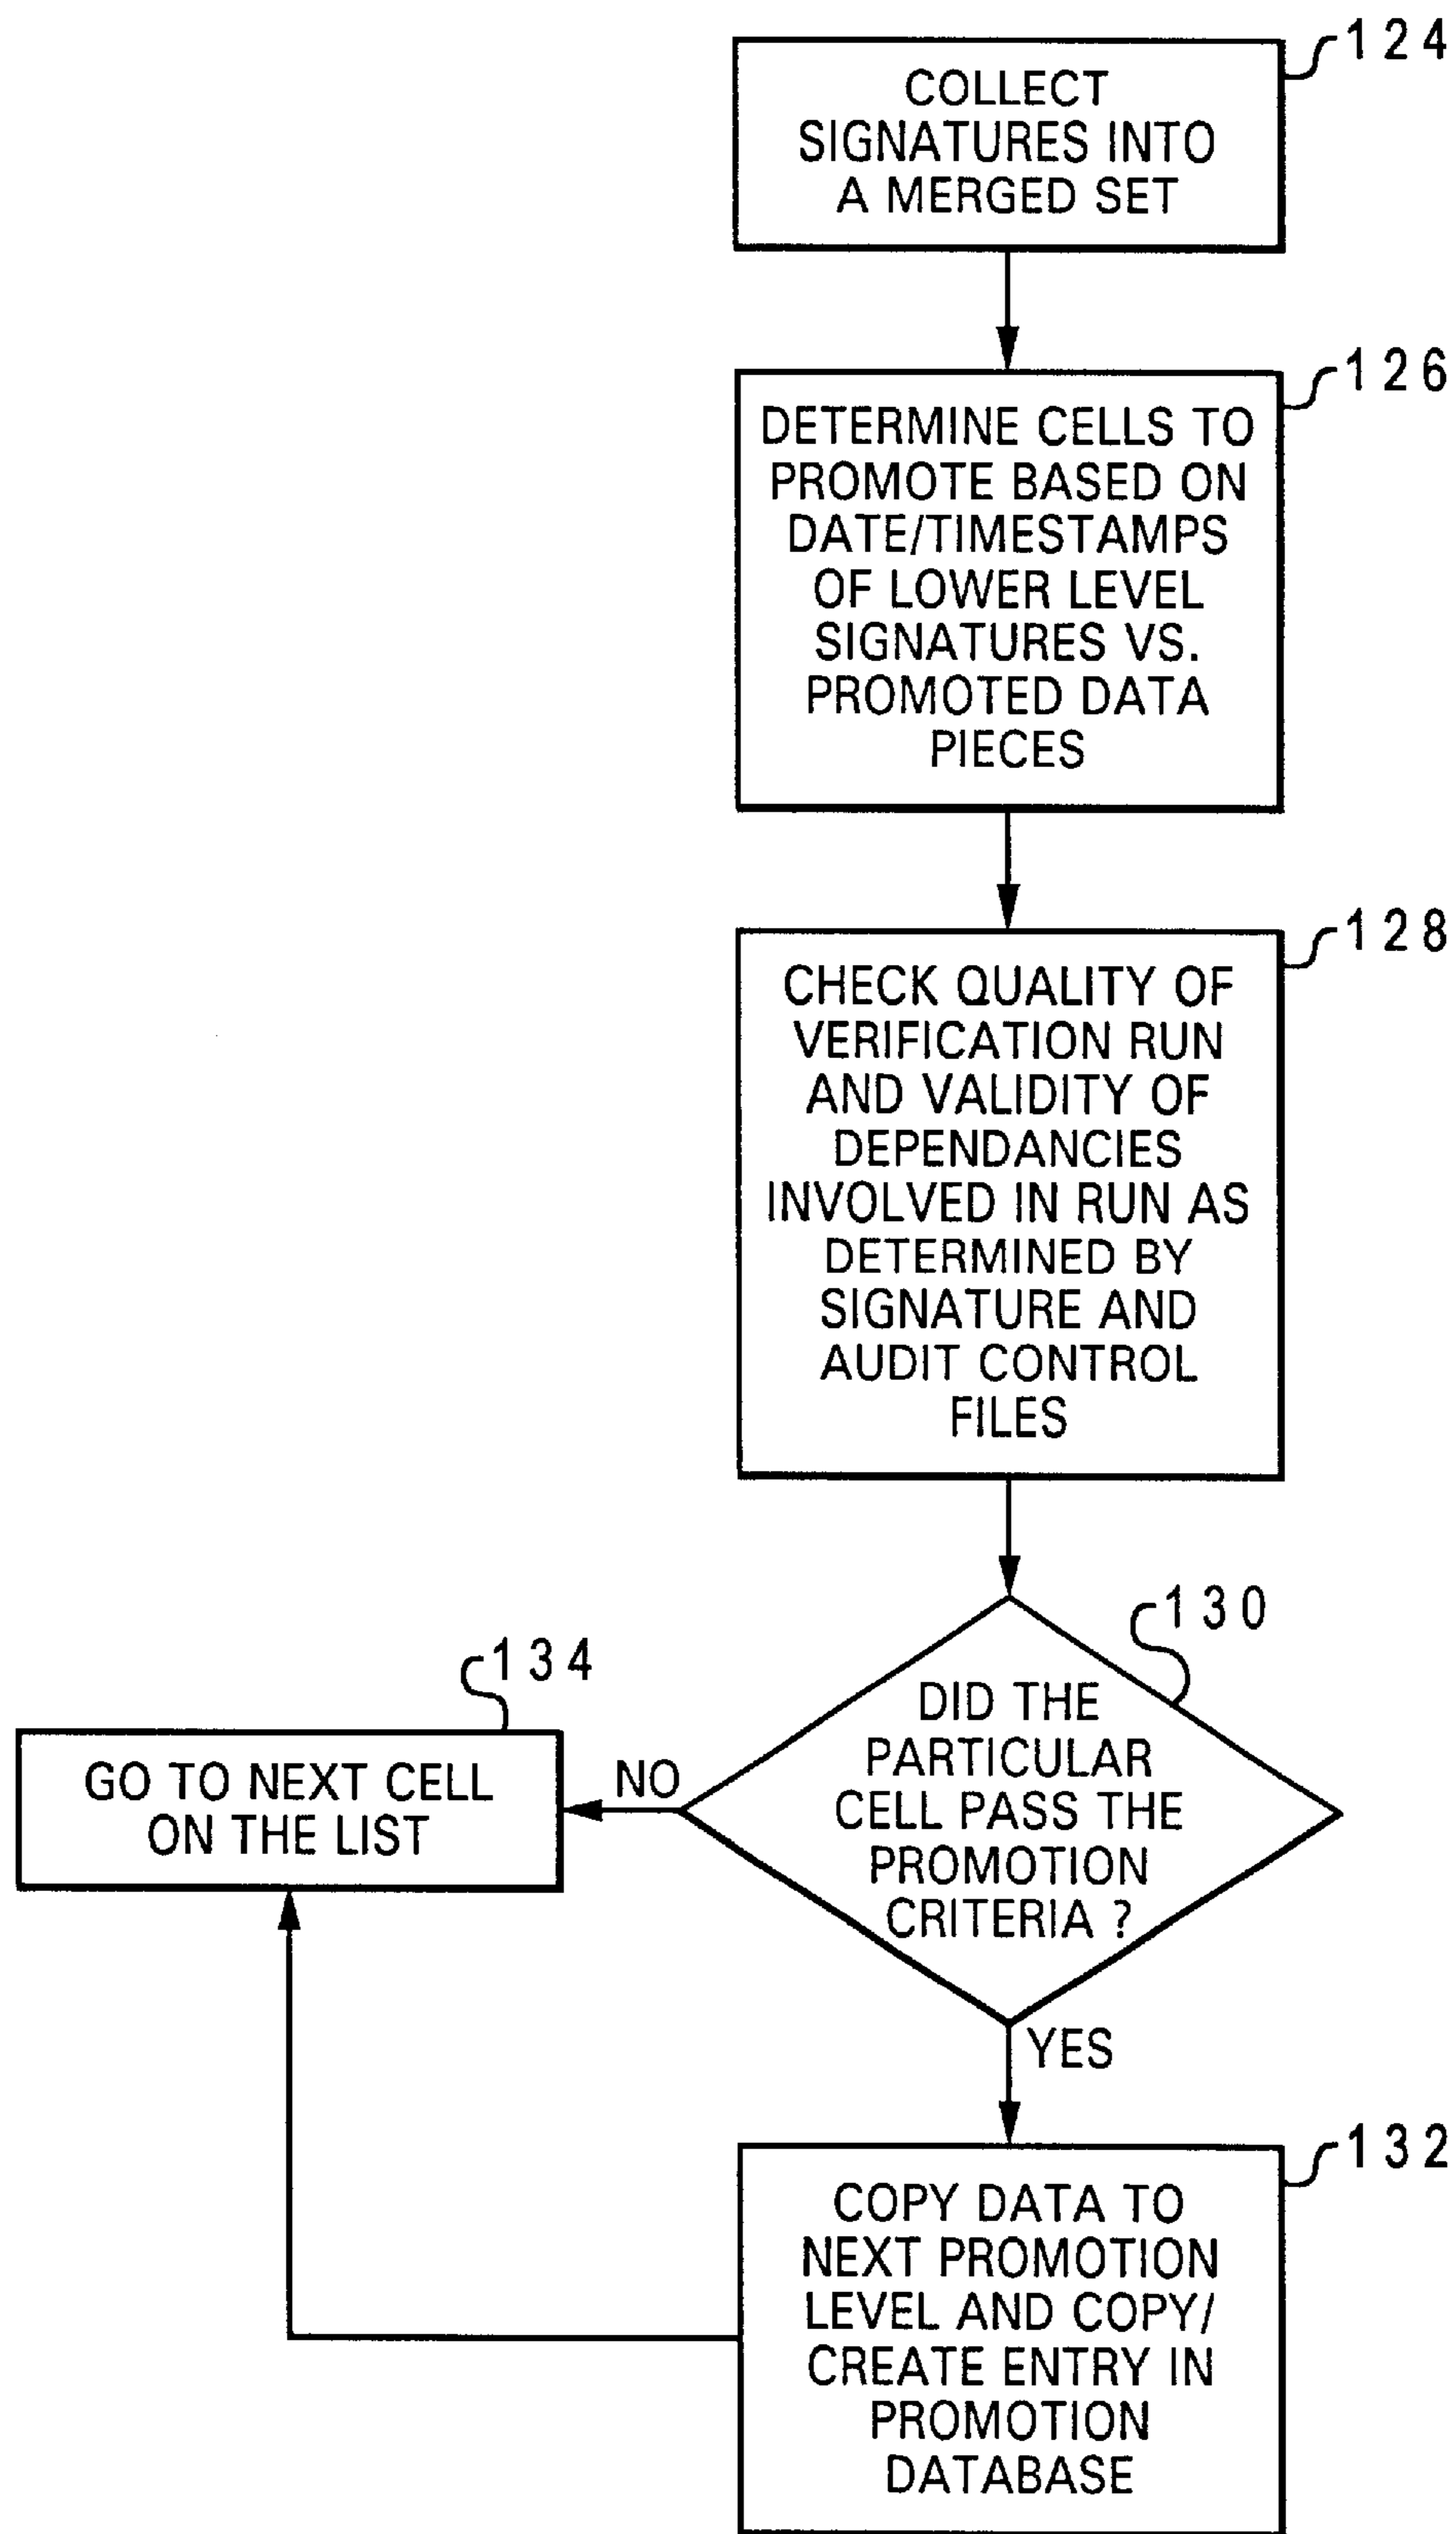 124
COLLECT
SIGNATURES INTO
A MERGED SET
126
DETERMINE CELLS TO
PROMOTE BASED ON
DATE/TIMESTAMPS
OF LOWER LEVEL
SIGNATURES VS.
PROMOTED DATA
PIECES
128
CHECK QUALITY OF
VERIFICATION RUN
AND VALIDITY OF
DEPENDANCIES
INVOLVED IN RUN AS
DETERMINED BY
SIGNATURE AND
AUDIT CONTROL
FILES
130
DID THE
PARTICULAR
CELL PASS THE
PROMOTION
CRITERIA ?
NO
134
GO TO NEXT CELL
ON THE LIST
YES
132
COPY DATA TO
NEXT PROMOTION
LEVEL AND COPY/
CREATE ENTRY IN
PROMOTION
DATABASE